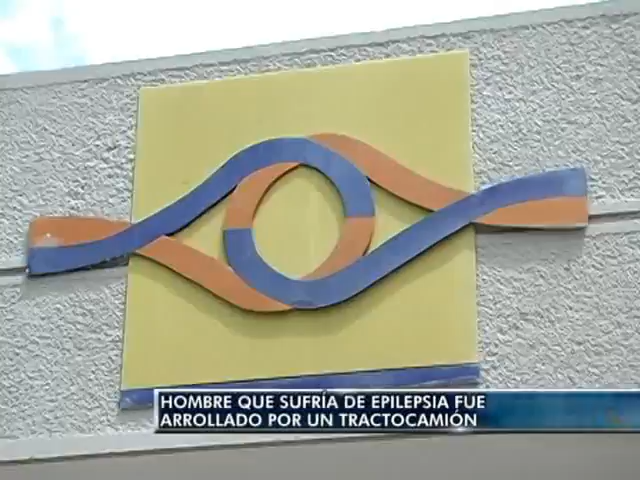 HOMBRE QUE SUFRÍA DE EPILEPSIA FUE
ARROLLADO POR UN TRACTOCAMIÓN